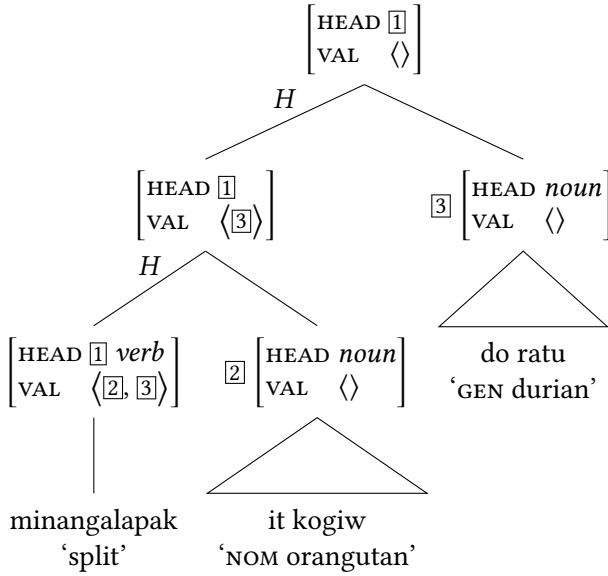 [HEAD 1
VAL ⟨⟩]
H
[HEAD 1
VAL ⟨3⟩]
3 [HEAD noun
VAL ⟨⟩]
H
[HEAD 1 verb
VAL ⟨2, 3⟩]
2 [HEAD noun
VAL ⟨⟩]
do ratu
‘GEN durian’
minangalapak
‘split’
it kogiw
‘NOM orangutan’